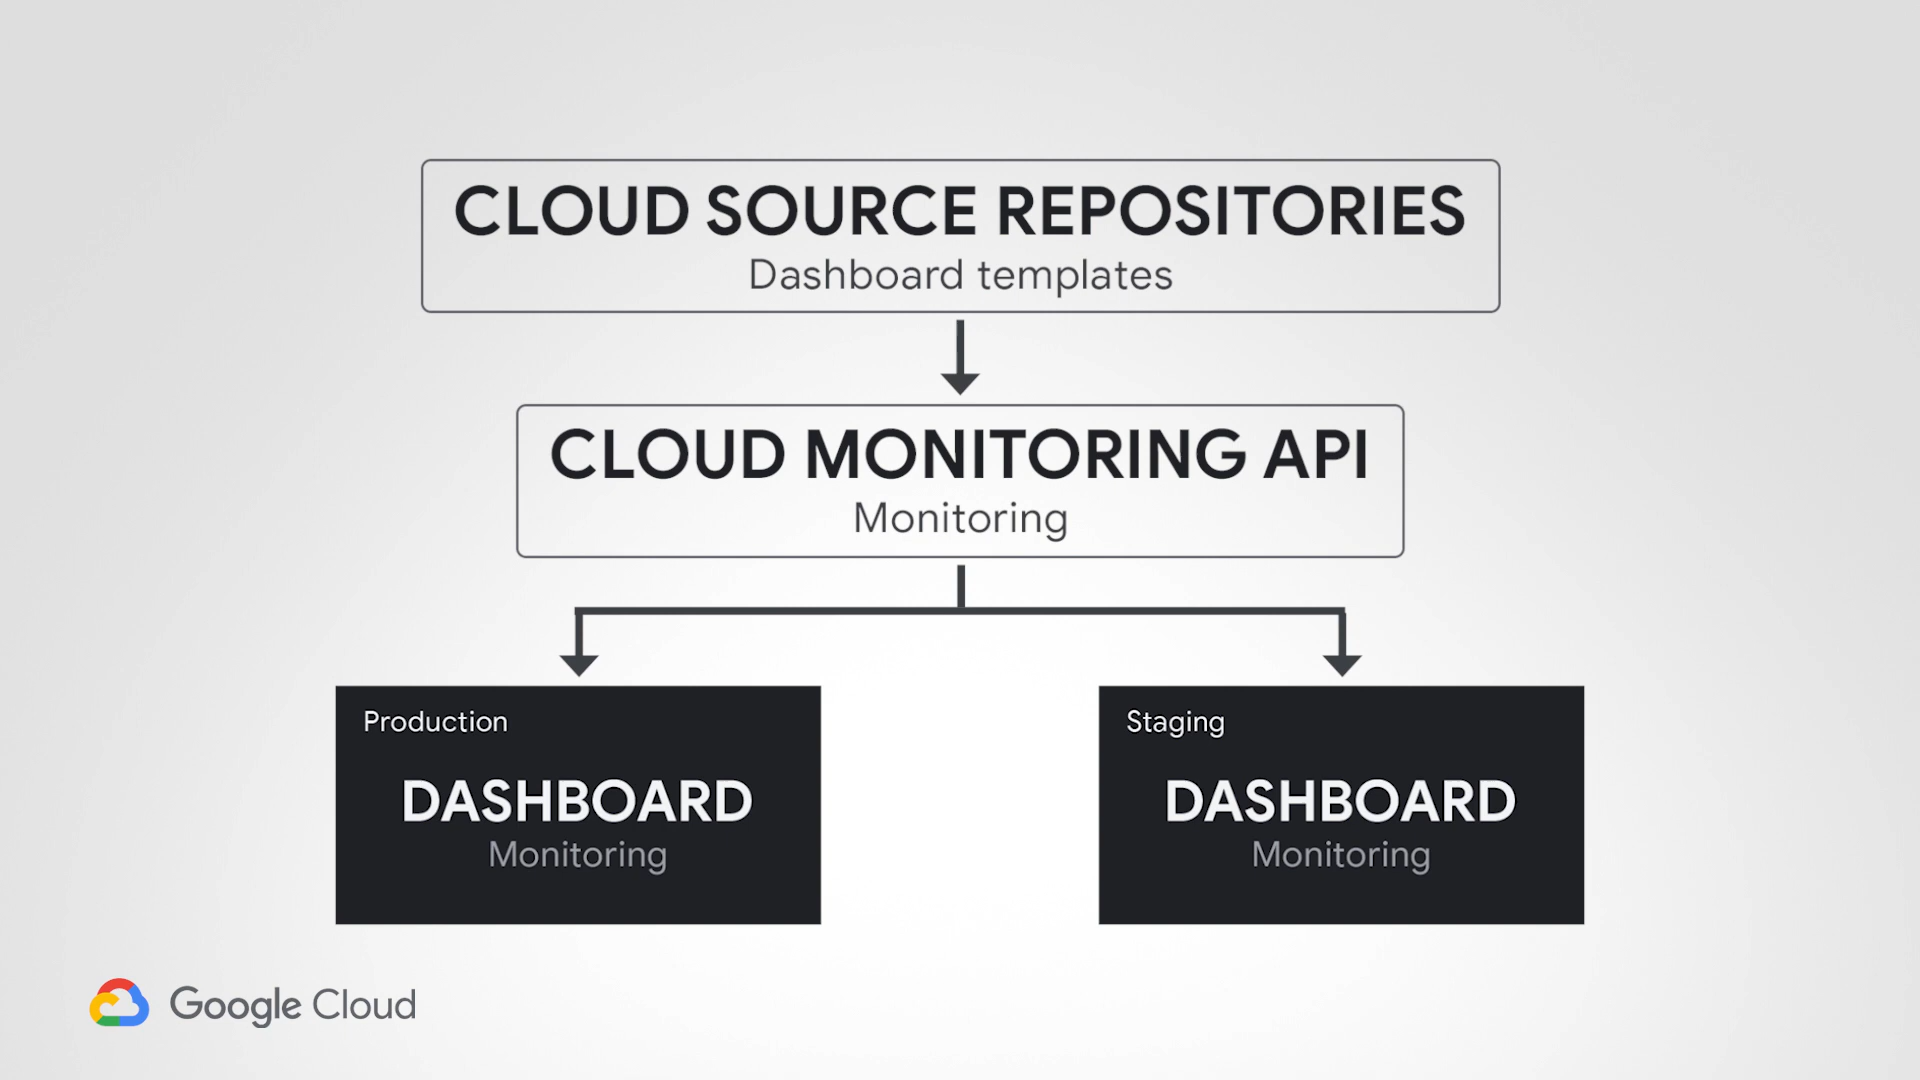 CLOUD SOURCE REPOSITORIES
Dashboard templates
CLOUD MONITORING API
Monitoring
Production
DASHBOARD
Monitoring
Staging
DASHBOARD
Monitoring
Google Cloud